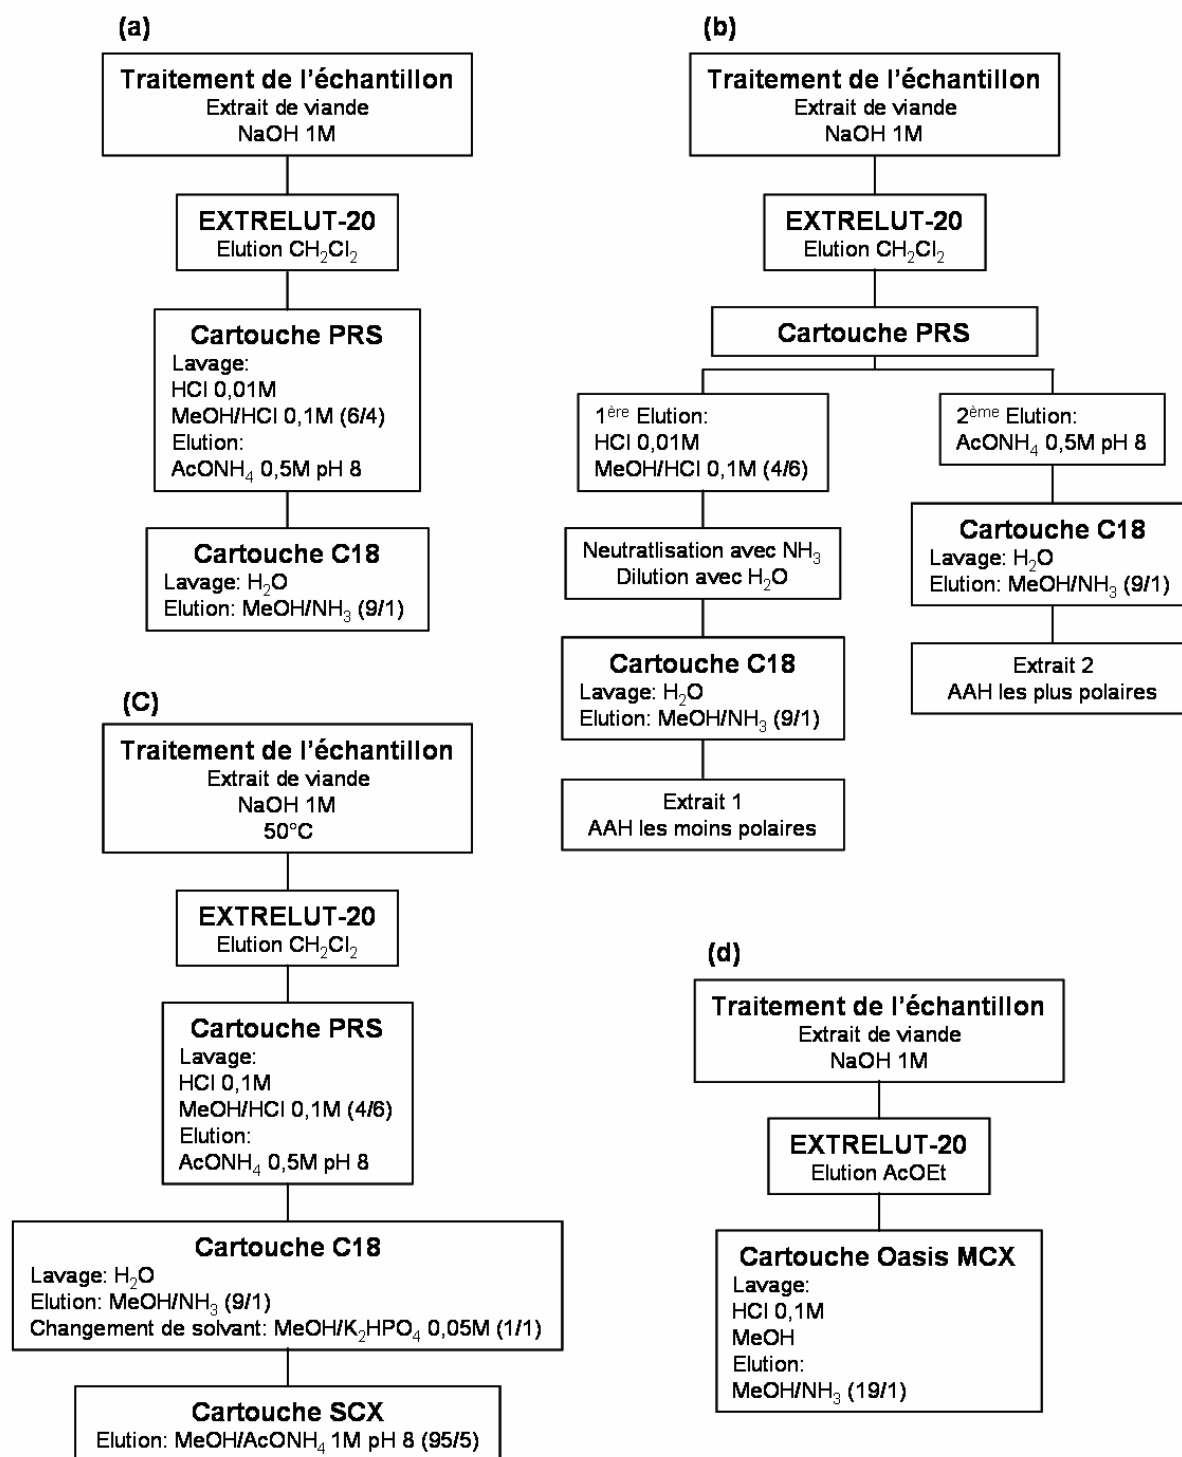 (a)
Traitement de l'échantillon
Extrait de viande
NaOH 1M
EXTRELUT-20
Elution CH₂Cl₂
Cartouche PRS
Lavage:
HCl 0,01M
MeOH/HCl 0,1M (6/4)
Elution:
AcONH₄ 0,5M pH 8
Cartouche C18
Lavage: H₂O
Elution: MeOH/NH₃ (9/1)
(b)
Traitement de l'échantillon
Extrait de viande
NaOH 1M
EXTRELUT-20
Elution CH₂Cl₂
Cartouche PRS
1ère Elution:
HCl 0,01M
MeOH/HCl 0,1M (4/6)
Neutratlisation avec NH₃
Dilution avec H₂O
Cartouche C18
Lavage: H₂O
Elution: MeOH/NH₃ (9/1)
Extrait 1
AAH les moins polaires
2ème Elution:
AcONH₄ 0,5M pH 8
Cartouche C18
Lavage: H₂O
Elution: MeOH/NH₃ (9/1)
Extrait 2
AAH les plus polaires
(C)
Traitement de l'échantillon
Extrait de viande
NaOH 1M
50°C
EXTRELUT-20
Elution CH₂Cl₂
Cartouche PRS
Lavage:
HCl 0,1M
MeOH/HCl 0,1M (4/6)
Elution:
AcONH₄ 0,5M pH 8
Cartouche C18
Lavage: H₂O
Elution: MeOH/NH₃ (9/1)
Changement de solvant: MeOH/K₂HPO₄ 0,05M (1/1)
Cartouche SCX
Elution: MeOH/AcONH₄ 1M pH 8 (95/5)
(d)
Traitement de l'échantillon
Extrait de viande
NaOH 1M
EXTRELUT-20
Elution AcOEt
Cartouche Oasis MCX
Lavage:
HCl 0,1M
MeOH
Elution:
MeOH/NH₃ (19/1)